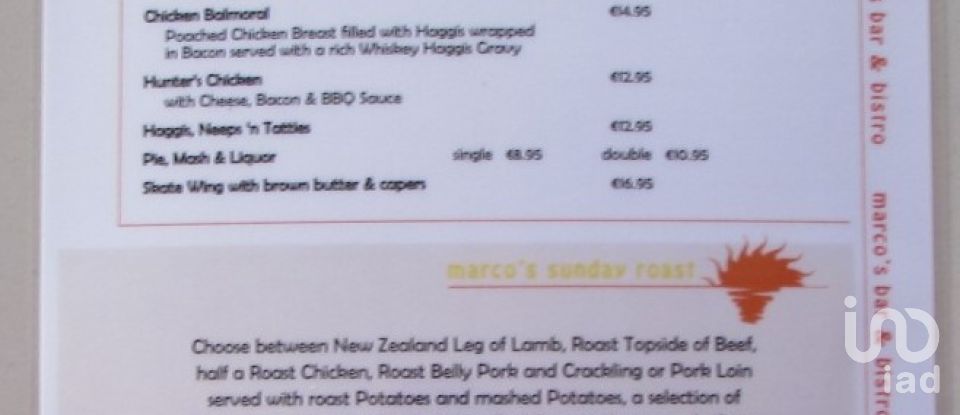 Chicken Balmoral €14.95
Poached Chicken Breast filled with Haggis wrapped
in Bacon served with a rich Whiskey Haggis Gravy
Hunter's Chicken €12.95
with Cheese, Bacon & BBQ Sauce
Haggis, Neeps 'n Tatties €12.95
Pie, Mash & Liquor single €8.95 double €10.95
Skate Wing with brown butter & capers €16.95
marco's sunday roast
Choose between New Zealand Leg of Lamb, Roast Topside of Beef,
half a Roast Chicken, Roast Belly Pork and Crackling or Pork Loin
served with roast Potatoes and mashed Potatoes, a selection of
bar & bistro
marco's bar & bistro
iad